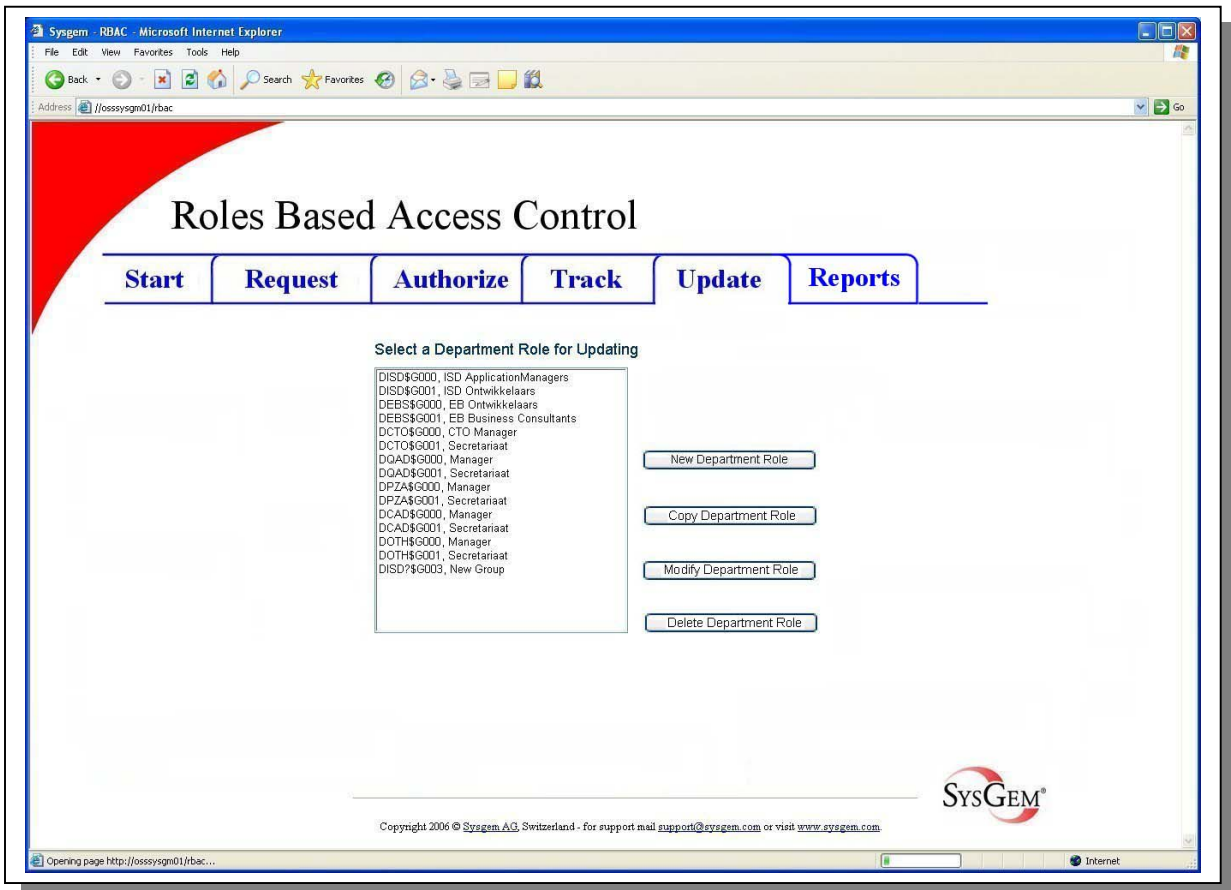 Sysgem - RBAC - Microsoft Internet Explorer
File Edit View Favorites Tools Help
Back Search Favorites
Address //osssysgm01/rbac Go
Roles Based Access Control
Start Request Authorize Track Update Reports
Select a Department Role for Updating
DISD$G000, ISD ApplicationManagers
DISD$G001, ISD Ontwikkelaars
DEBS$G000, EB Ontwikkelaars
DEBS$G001, EB Business Consultants
DCTO$G000, CTO Manager
DCTO$G001, Secretariaat
DQAD$G000, Manager
DQAD$G001, Secretariaat
DPZA$G000, Manager
DPZA$G001, Secretariaat
DCAD$G000, Manager
DCAD$G001, Secretariaat
DOTH$G000, Manager
DOTH$G001, Secretariaat
DISD?$G003, New Group
New Department Role
Copy Department Role
Modify Department Role
Delete Department Role
SYSGEM®
Copyright 2006 © Sysgem AG, Switzerland - for support mail support@sysgem.com or visit www.sysgem.com.
Opening page http://osssysgm01/rbac... Internet